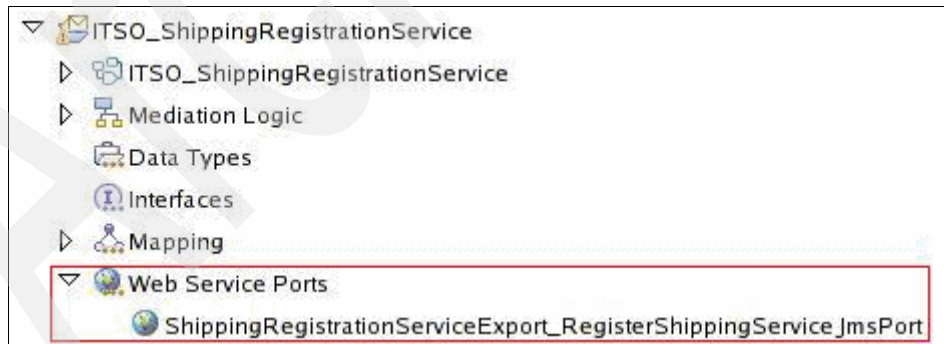 ITSO_ShippingRegistrationService
ITSO_ShippingRegistrationService
Mediation Logic
Data Types
Interfaces
Mapping
Web Service Ports
ShippingRegistrationServiceExport_RegisterShippingServiceJmsPort